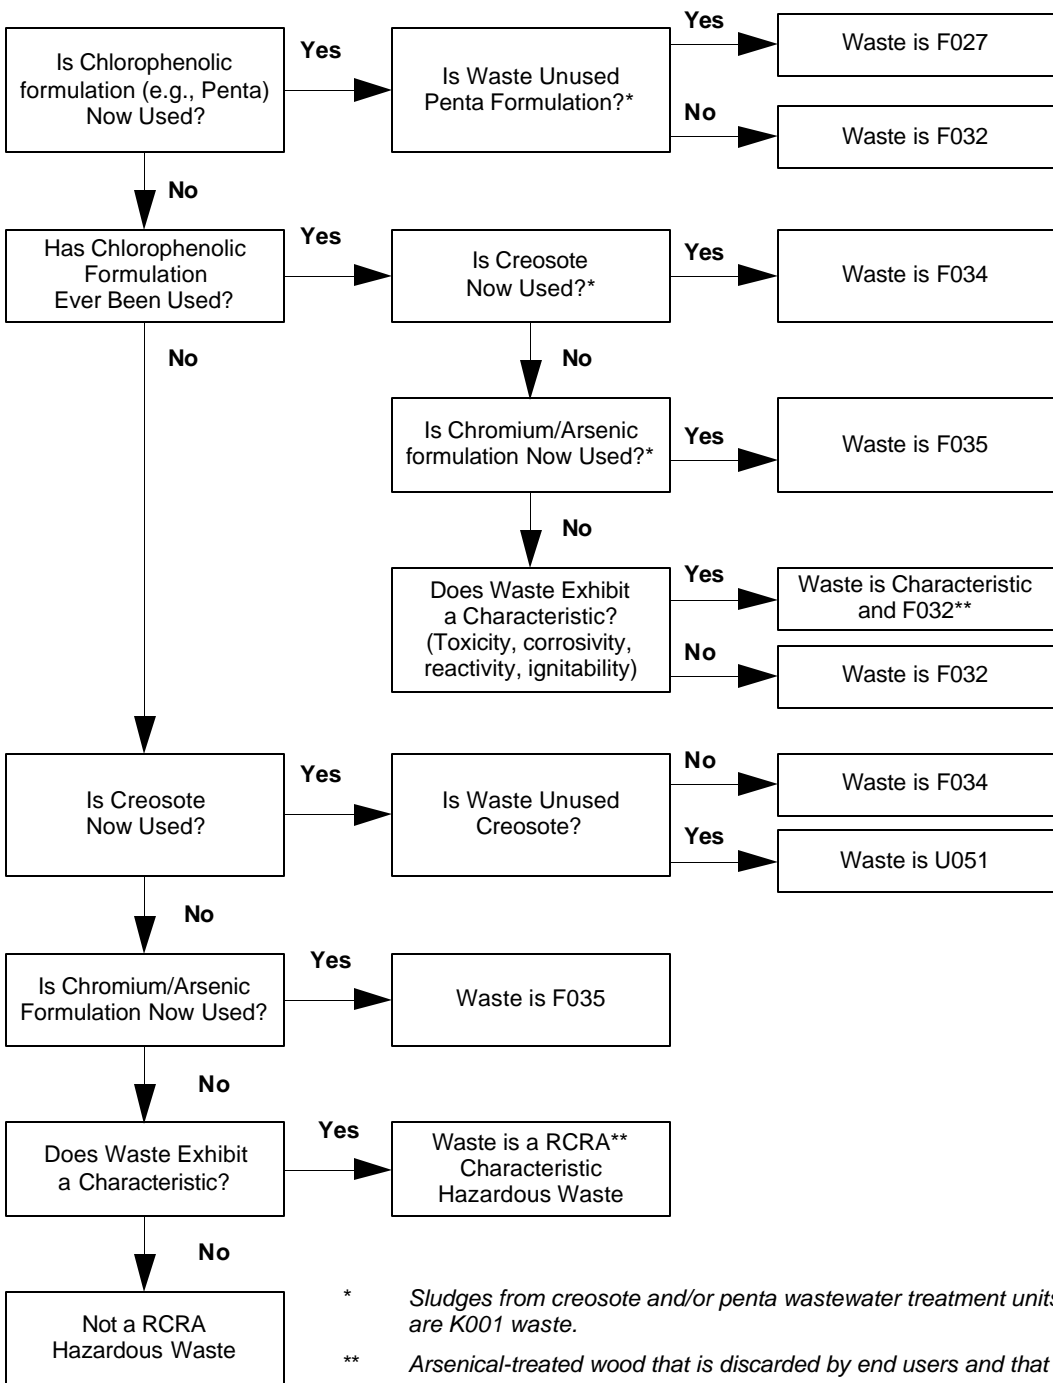 Is Chlorophenolic
formulation (e.g., Penta)
Now Used?
Yes
Is Waste Unused
Penta Formulation?*
Yes
Waste is F027
No
Waste is F032
No
Has Chlorophenolic
Formulation
Ever Been Used?
Yes
Is Creosote
Now Used?*
Yes
Waste is F034
No
No
Is Chromium/Arsenic
formulation Now Used?*
Yes
Waste is F035
No
Does Waste Exhibit
a Characteristic?
(Toxicity, corrosivity,
reactivity, ignitability)
Yes
Waste is Characteristic
and F032**
No
Waste is F032
Is Creosote
Now Used?
Yes
Is Waste Unused
Creosote?
No
Waste is F034
Yes
Waste is U051
No
Is Chromium/Arsenic
Formulation Now Used?
Yes
Waste is F035
No
Does Waste Exhibit
a Characteristic?
Yes
Waste is a RCRA**
Characteristic
Hazardous Waste
No
Not a RCRA
Hazardous Waste
* Sludges from creosote and/or penta wastewater treatment units
are K001 waste.
** Arsenical-treated wood that is discarded by end users and that